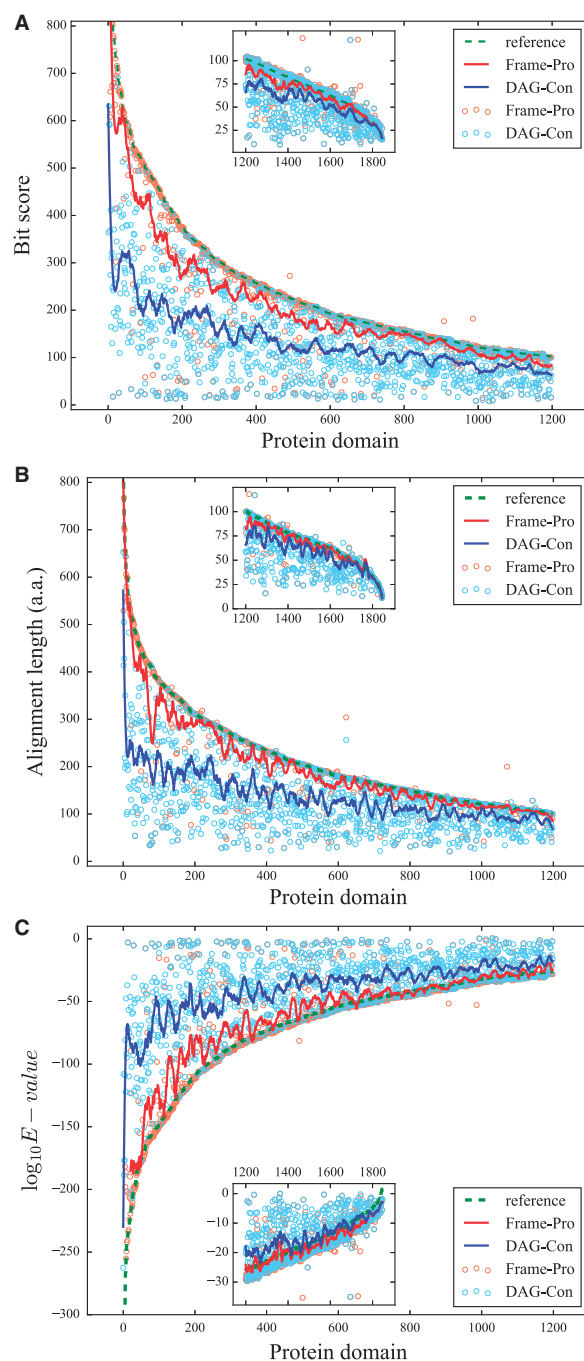 A
800
700
600
500
400
300
200
100
0
Bit score
0 200 400 600 800 1000 1200
Protein domain
100
75
50
25
1200 1400 1600 1800
reference
Frame-Pro
DAG-Con
Frame-Pro
DAG-Con
B
800
700
600
500
400
300
200
100
0
Alignment length (a.a.)
0 200 400 600 800 1000 1200
Protein domain
100
75
50
25
0
1200 1400 1600 1800
reference
Frame-Pro
DAG-Con
Frame-Pro
DAG-Con
C
0
−50
−100
−150
−200
−250
−300
log10E − value
0 200 400 600 800 1000 1200
Protein domain
1200 1400 1600 1800
0
−10
−20
−30
reference
Frame-Pro
DAG-Con
Frame-Pro
DAG-Con